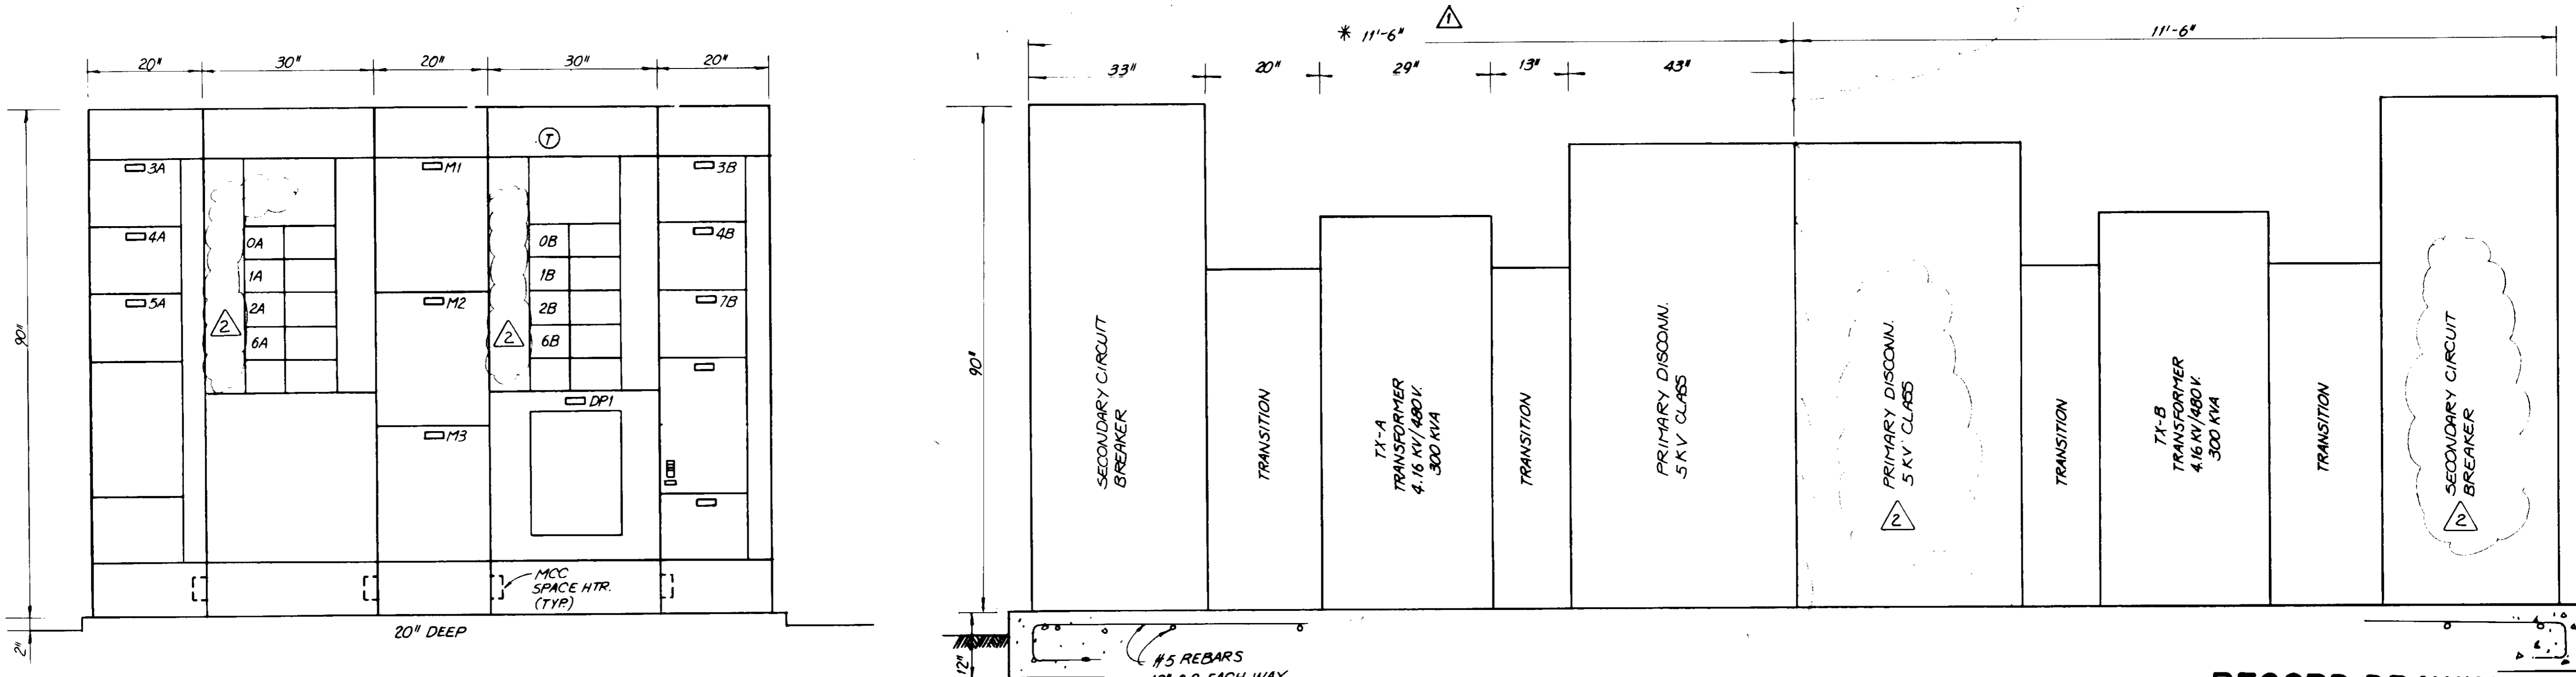 20" 30" 20" 30" 20"
T
3A M1 3B
4A 0A 0B 4B
1A 1B
5A 2A M2 2B 7B
2 6A 2 6B
DP1
M3
90"
MCC
SPACE HTR.
(TYP.)
20" DEEP
2"
* 11'-6" 1 11'-6"
33" 20" 29" 13" 43"
90"
SECONDARY CIRCUIT
BREAKER
TRANSITION
TX-A
TRANSFORMER
4.16 KV/480V.
300 KVA
TRANSITION
PRIMARY DISCONN.
5 KV CLASS
PRIMARY DISCONN.
5 KV CLASS
2
TRANSITION
TX-B
TRANSFORMER
4.16 KV/480V.
300 KVA
TRANSITION
SECONDARY CIRCUIT
BREAKER
2
12"
#5 REBARS
EACH WAY
RECORD